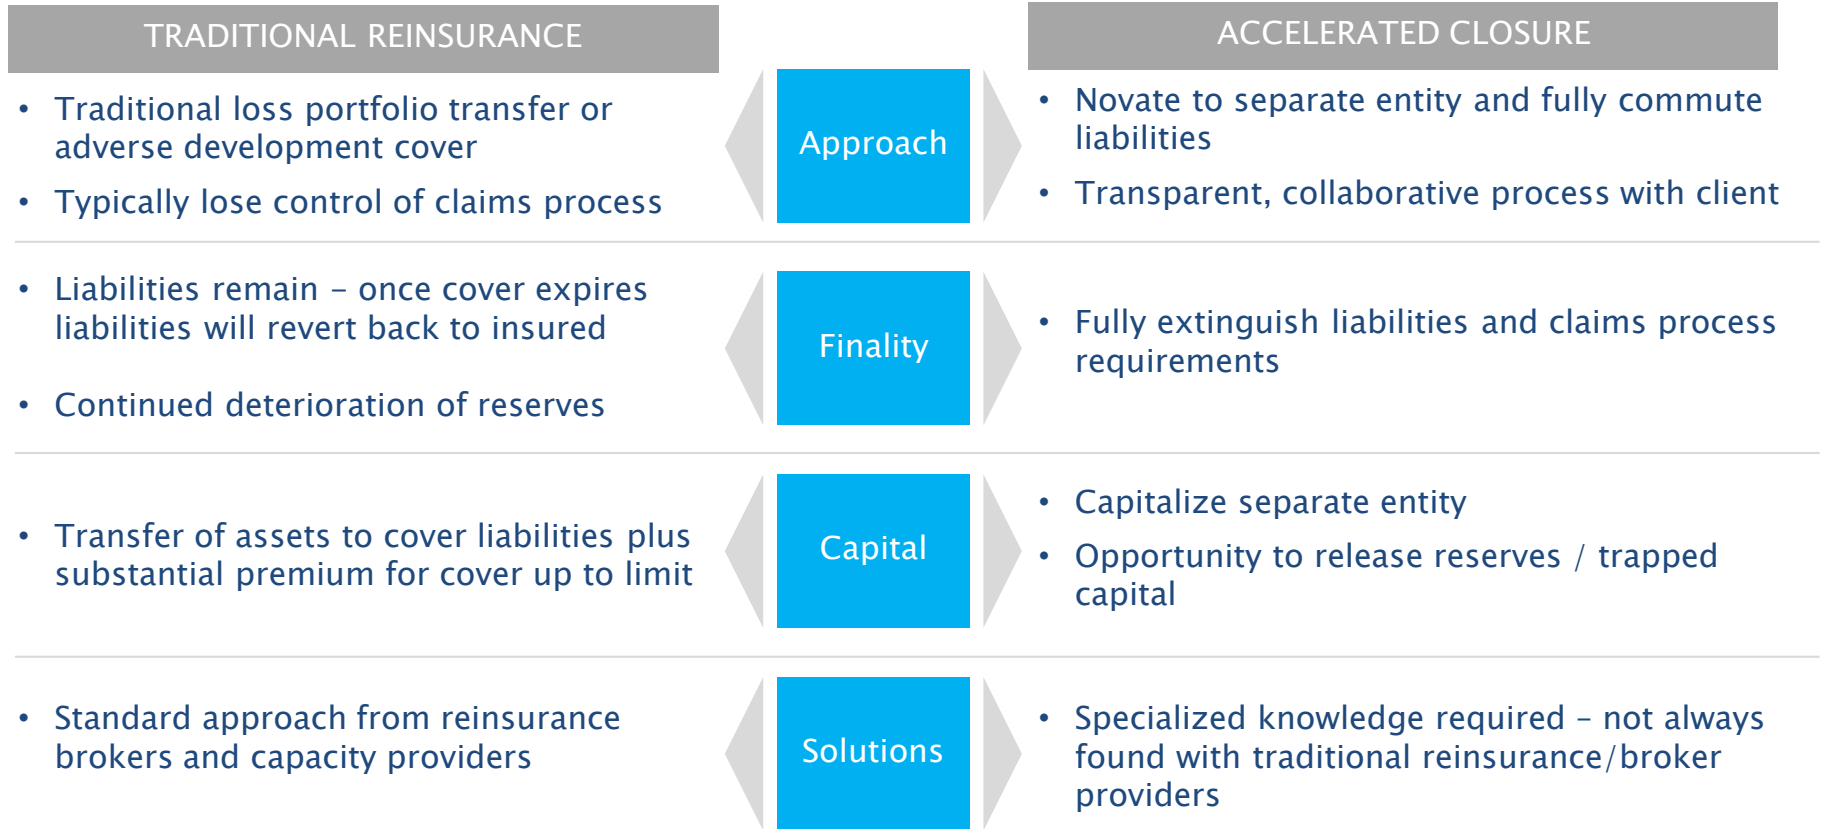 TRADITIONAL REINSURANCE
ACCELERATED CLOSURE
• Traditional loss portfolio transfer or
adverse development cover
• Typically lose control of claims process
Approach
• Novate to separate entity and fully commute
liabilities
• Transparent, collaborative process with client
• Liabilities remain – once cover expires
liabilities will revert back to insured
• Continued deterioration of reserves
Finality
• Fully extinguish liabilities and claims process
requirements
• Transfer of assets to cover liabilities plus
substantial premium for cover up to limit
Capital
• Capitalize separate entity
• Opportunity to release reserves / trapped
capital
• Standard approach from reinsurance
brokers and capacity providers
Solutions
• Specialized knowledge required – not always
found with traditional reinsurance/broker
providers